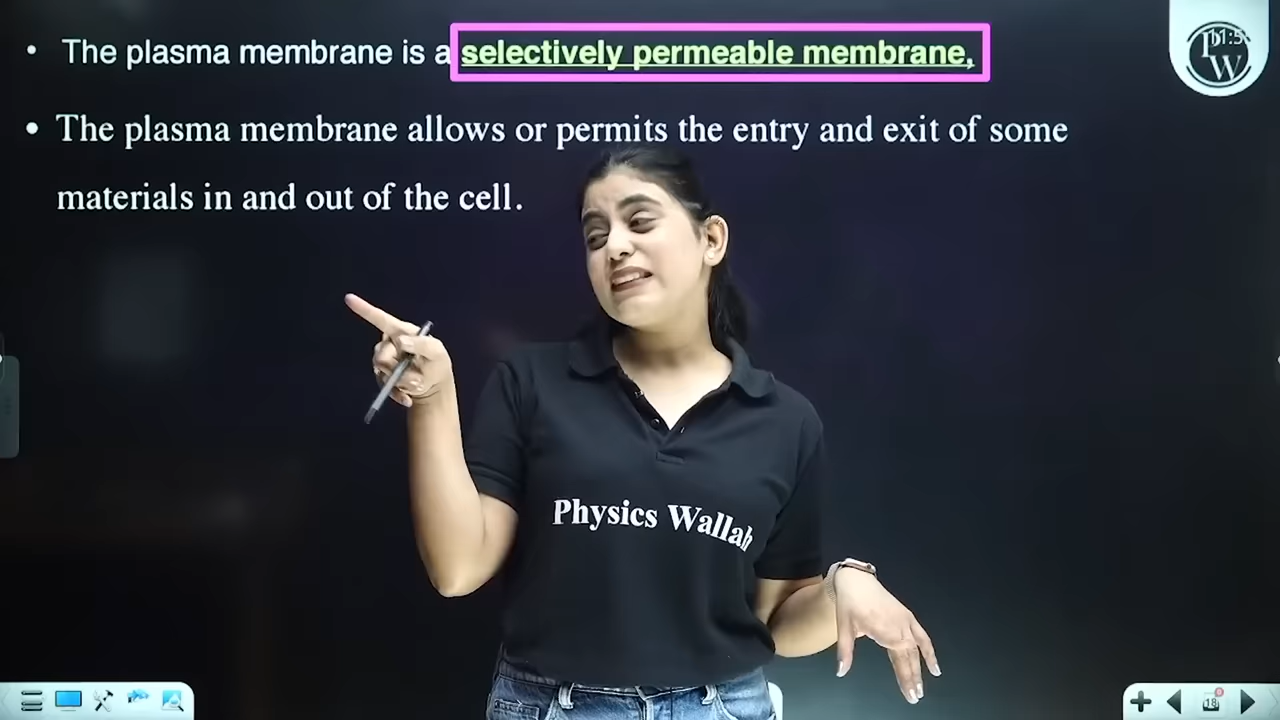 • The plasma membrane is a selectively permeable membrane,
• The plasma membrane allows or permits the entry and exit of some
materials in and out of the cell.
Physics Wallah
18